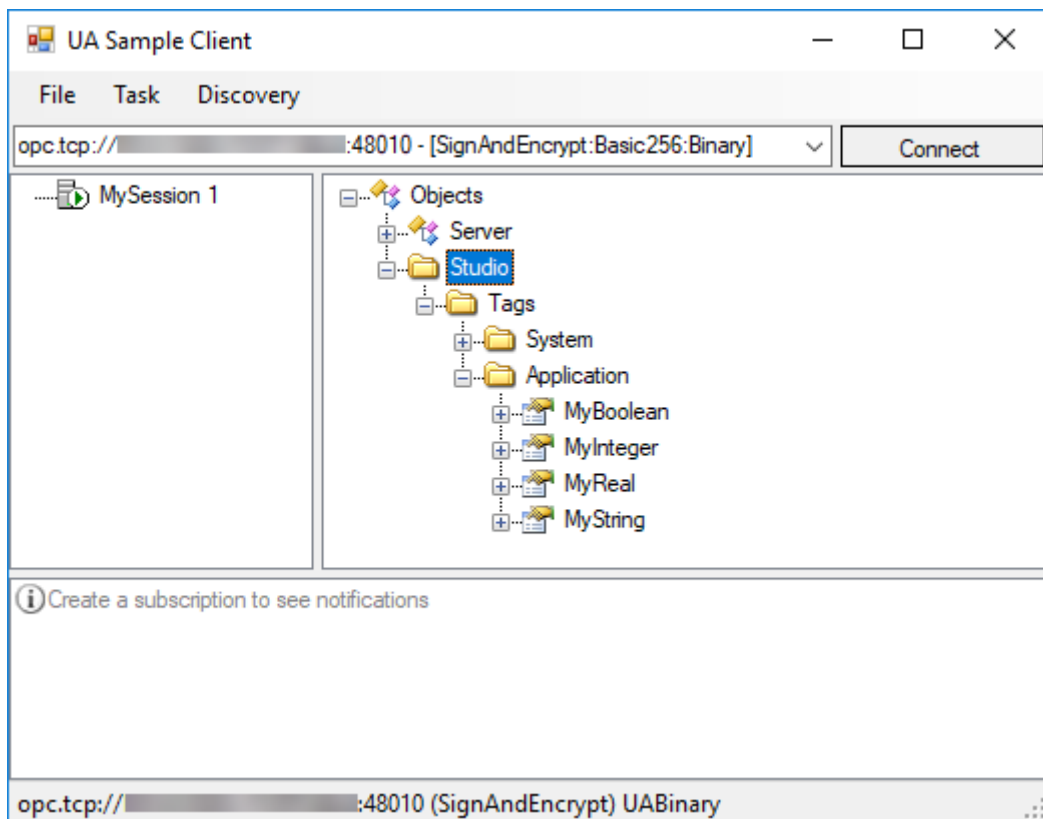 UA Sample Client
File Task Discovery
opc.tcp:// :48010 - [SignAndEncrypt:Basic256:Binary] Connect
MySession 1
Objects
Server
Studio
Tags
System
Application
MyBoolean
MyInteger
MyReal
MyString
Create a subscription to see notifications
opc.tcp:// :48010 (SignAndEncrypt) UABinary